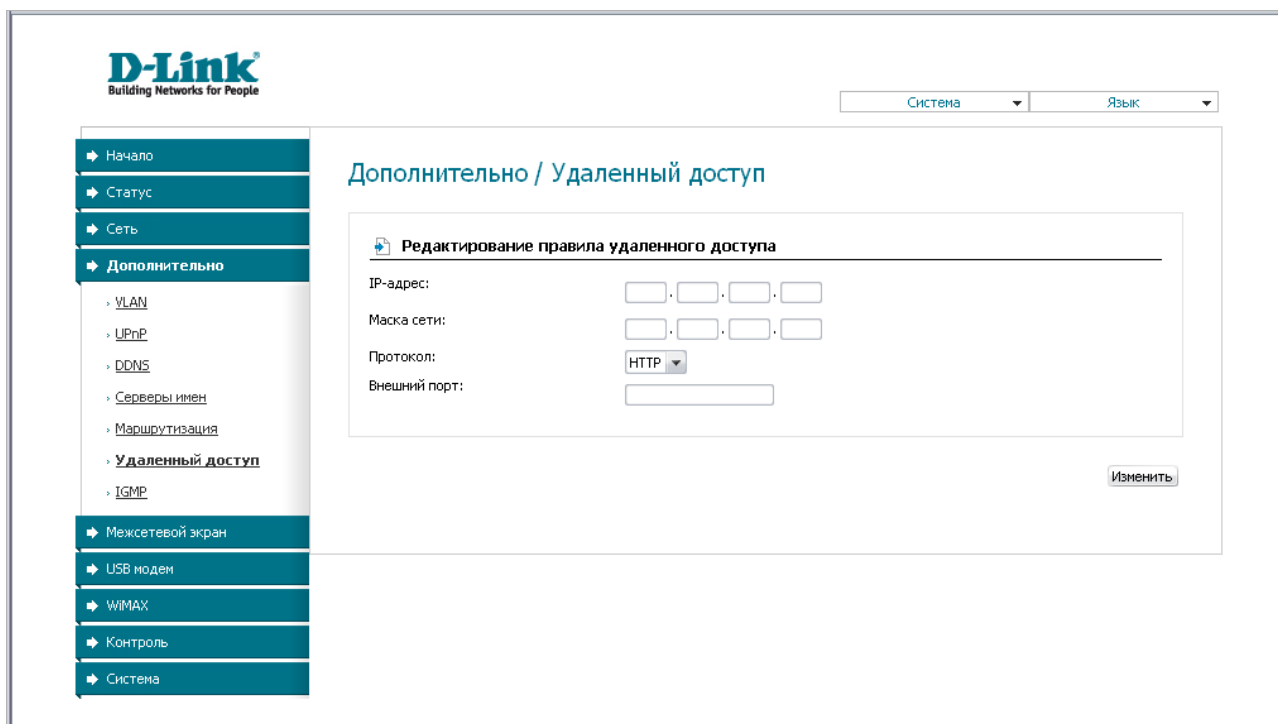 D-Link
Building Networks for People
Система
Язык
Начало
Статус
Сеть
Дополнительно
VLAN
UPnP
DDNS
Серверы имен
Маршрутизация
Удаленный доступ
IGMP
Межсетевой экран
USB модем
WiMAX
Контроль
Система
Дополнительно / Удаленный доступ
Редактирование правила удаленного доступа
IP-адрес:
. . .
Маска сети:
. . .
Протокол:
HTTP
Внешний порт:
Изменить